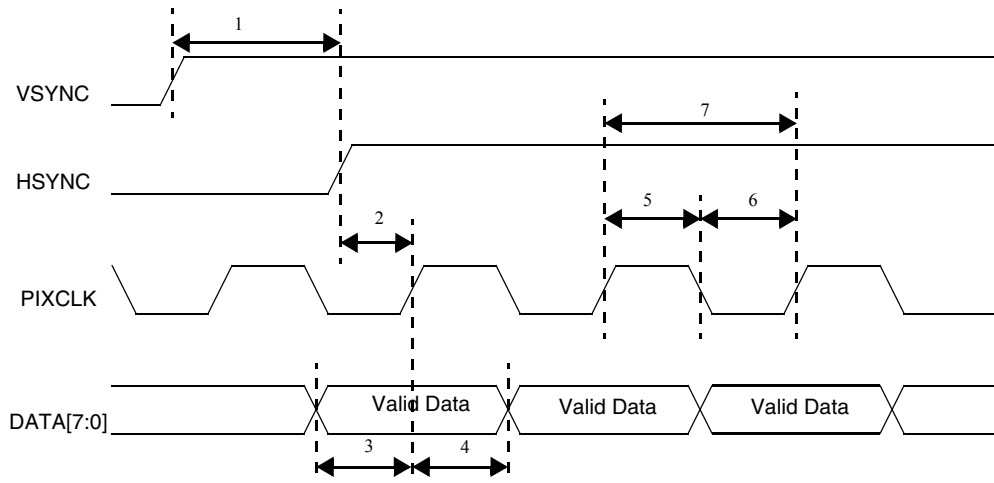 1
VSYNC
7
HSYNC
5
6
2
PIXCLK
Valid Data
Valid Data
Valid Data
DATA[7:0]
3
4